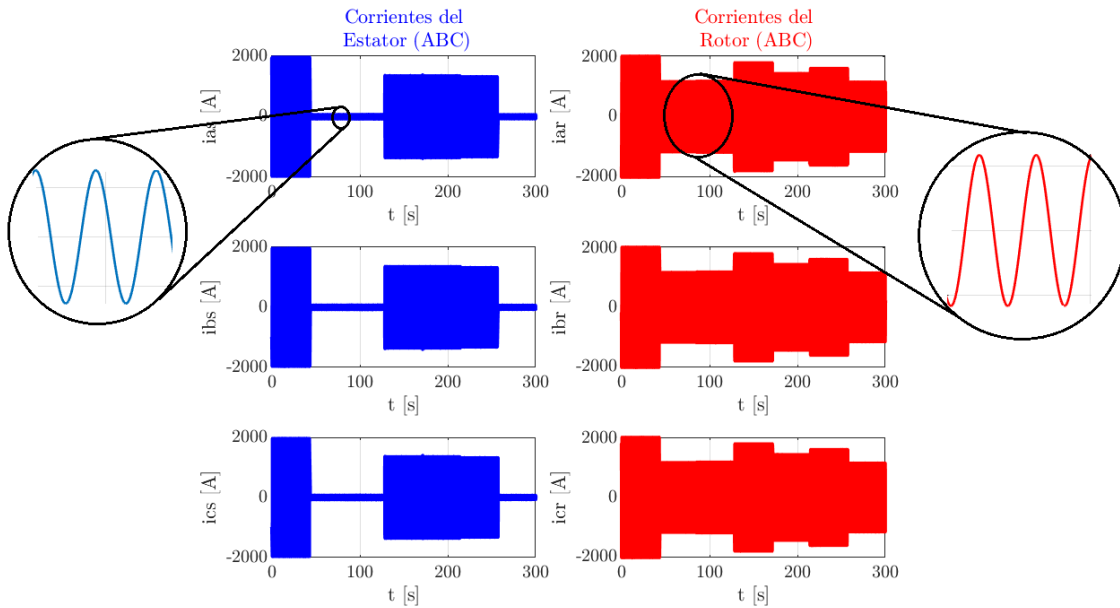 Corrientes del
Estator (ABC)
Corrientes del
Rotor (ABC)
2000
0
-2000
ias [A]
0 100 200 300
t [s]
2000
0
-2000
iar [A]
0 100 200 300
t [s]
2000
0
-2000
ibs [A]
0 100 200 300
t [s]
2000
0
-2000
ibr [A]
0 100 200 300
t [s]
2000
0
-2000
ics [A]
0 100 200 300
t [s]
2000
0
-2000
icr [A]
0 100 200 300
t [s]